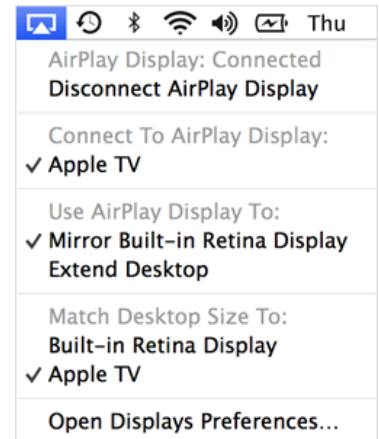 Thu
AirPlay Display: Connected
Disconnect AirPlay Display
Connect To AirPlay Display:
✓ Apple TV
Use AirPlay Display To:
✓ Mirror Built-in Retina Display
Extend Desktop
Match Desktop Size To:
Built-in Retina Display
✓ Apple TV
Open Displays Preferences...